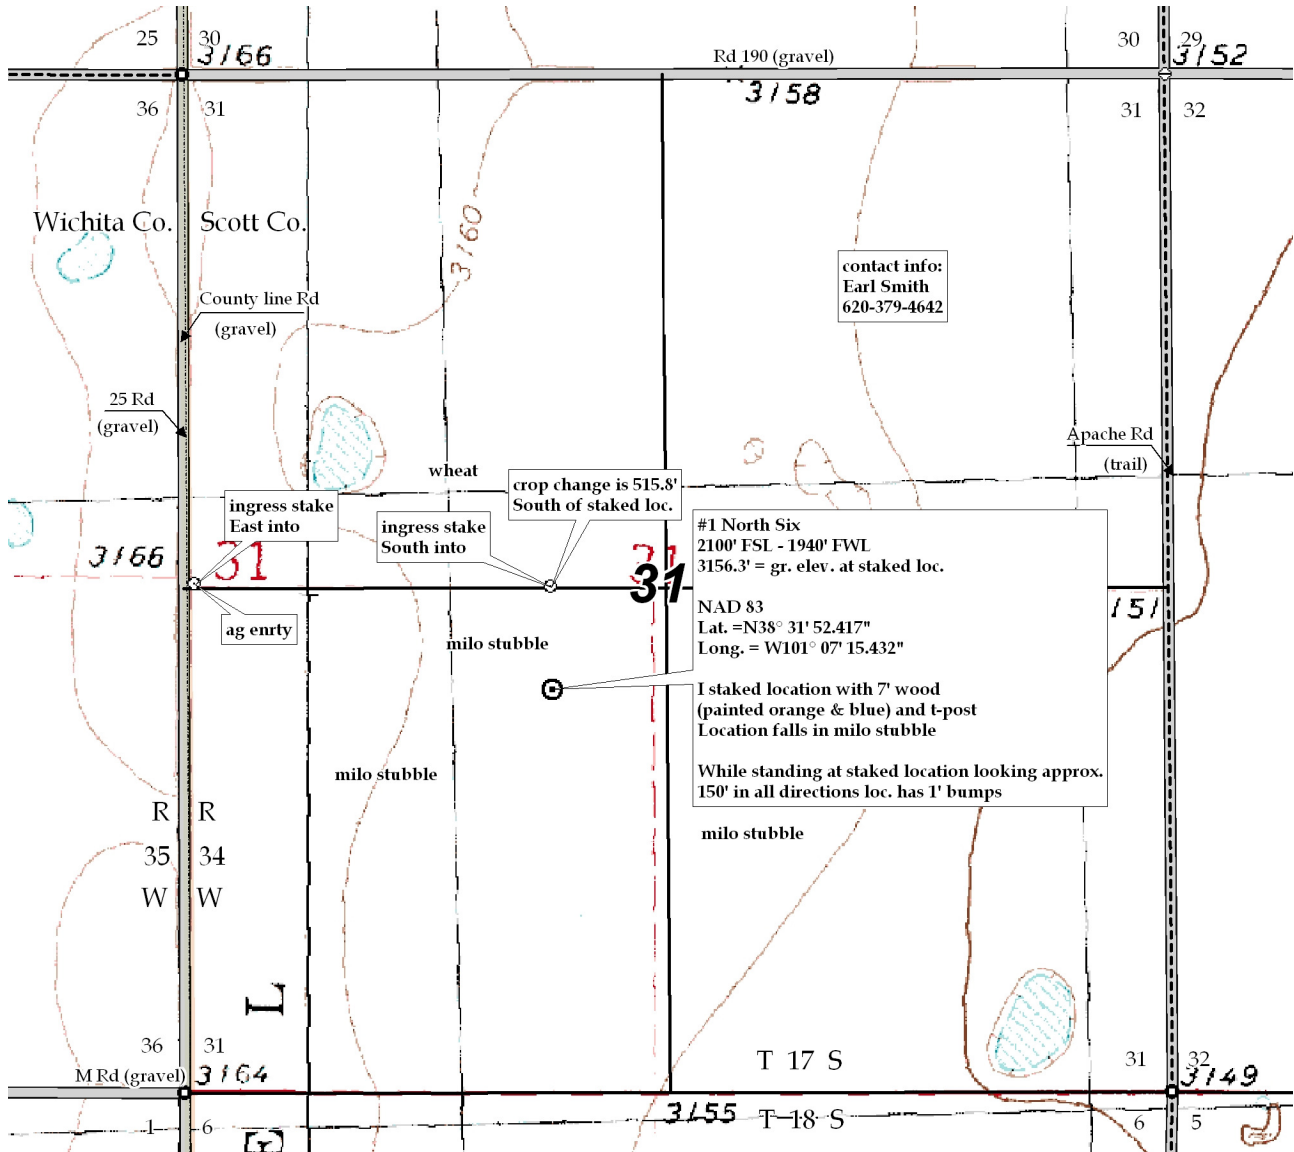 25
30
3166
30
29
3152
Rd 190 (gravel)
3158
36
31
31
32
Wichita Co.
Scott Co.
3160
contact info:
Earl Smith
620-379-4642
County line Rd
(gravel)
25 Rd
(gravel)
Apache Rd
(trail)
wheat
crop change is 515.8'
South of staked loc.
ingress stake
East into
ingress stake
South into
3166
31
31
31
#1 North Six
2100' FSL - 1940' FWL
3156.3' = gr. elev. at staked loc.
NAD 83
Lat. =N38° 31' 52.417"
Long. = W101° 07' 15.432"
I staked location with 7' wood
(painted orange & blue) and t-post
Location falls in milo stubble
While standing at staked location looking approx.
150' in all directions loc. has 1' bumps
151
ag enrty
milo stubble
milo stubble
milo stubble
R
R
35
34
W
W
L
36
31
31
32
M Rd (gravel)
3164
T 17 S
3149
3155
T 18 S
1
6
6
5
E